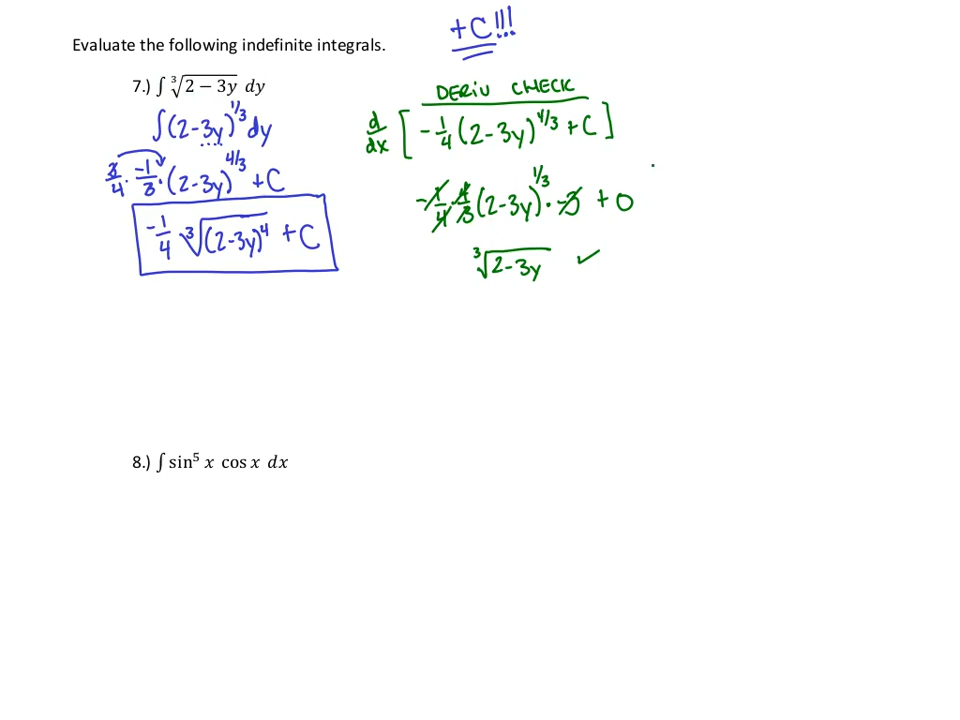 +C!!!
Evaluate the following indefinite integrals.
7.) ∫ ∛(2 − 3y) dy
∫(2-3y)^(1/3) dy
3/4 · -1/3 · (2-3y)^(4/3) + C
-1/4 ∛((2-3y)^4) + C
DERIV CHECK
d/dx [ -1/4 (2-3y)^(4/3) + C ]
-1/4 · 4/3 (2-3y)^(1/3) · -3 + 0
∛(2-3y) ✓
8.) ∫ sin⁵ x cos x dx